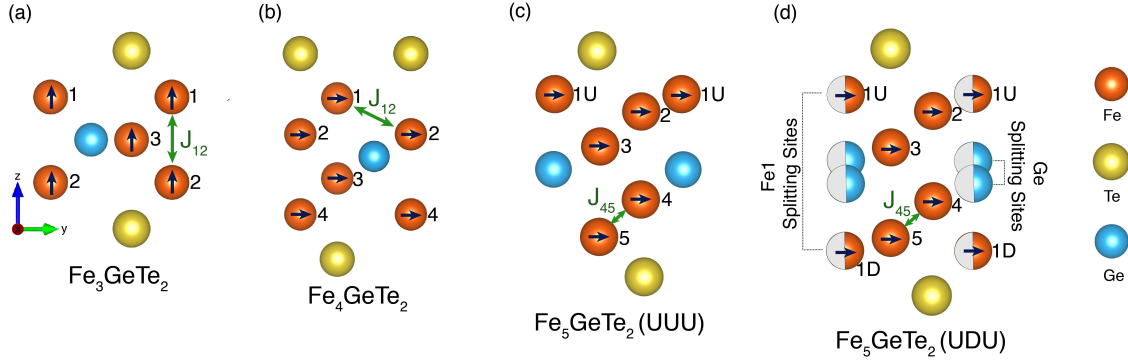 (a)
1
1
J12
3
2
2
z
x
y
Fe3GeTe2
(b)
1
J12
2
2
3
4
4
Fe4GeTe2
(c)
1U
1U
2
3
J45
4
5
Fe5GeTe2 (UUU)
(d)
1U
1U
2
3
Fe1
Splitting Sites
Ge
Splitting Sites
J45
4
5
1D
1D
Fe5GeTe2 (UDU)
Fe
Te
Ge